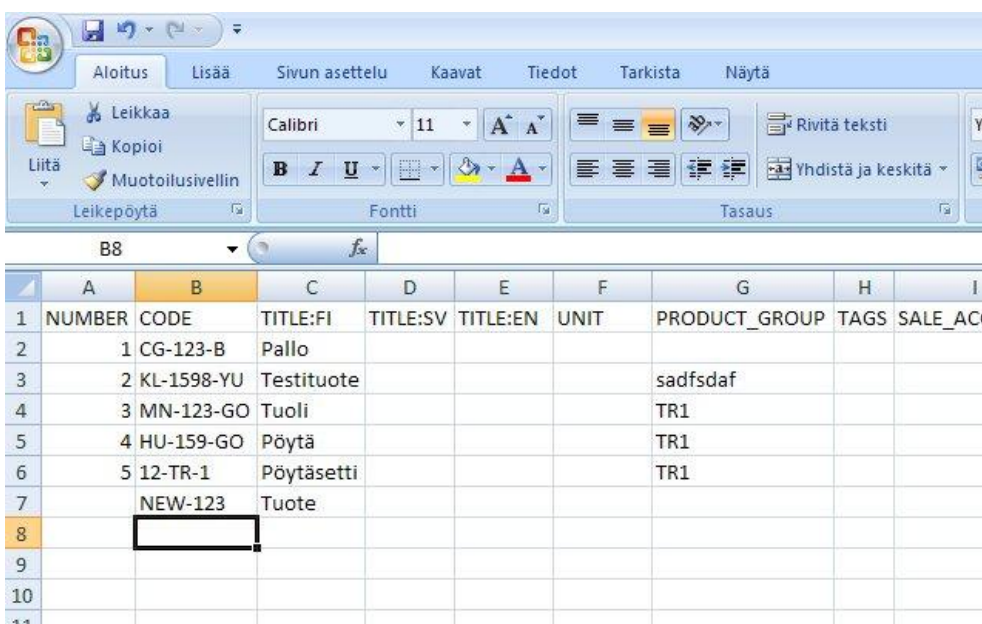 Aloitus Lisää Sivun asettelu Kaavat Tiedot Tarkista Näytä
Leikkaa
Kopioi
Muotoilusivellin
Liitä
Calibri 11 A A
B I U A
Rivitä teksti
Yhdistä ja keskitä
Leikepöytä Fontti Tasaus
B8 fx
A B C D E F G H I
1 NUMBER CODE TITLE:FI TITLE:SV TITLE:EN UNIT PRODUCT_GROUP TAGS SALE_AC
2 1 CG-123-B Pallo
3 2 KL-1598-YU Testituote sadfsdaf
4 3 MN-123-GO Tuoli TR1
5 4 HU-159-GO Pöytä TR1
6 5 12-TR-1 Pöytäsetti TR1
7 NEW-123 Tuote
8
9
10